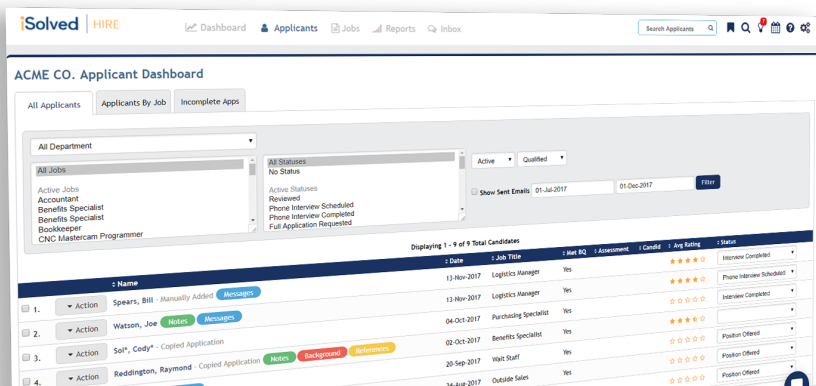 iSolved HIRE
Dashboard Applicants Jobs Reports Inbox
Search Applicants
7
ACME CO. Applicant Dashboard
All Applicants Applicants By Job Incomplete Apps
All Department
All Jobs
Active Jobs
Accountant
Benefits Specialist
Benefits Specialist
Bookkeeper
CNC Mastercam Programmer
All Statuses
No Status
Active Statuses
Reviewed
Phone Interview Scheduled
Phone Interview Completed
Full Application Requested
Active Qualified
Show Sent Emails 01-Jul-2017 01-Dec-2017 Filter
Displaying 1 - 9 of 9 Total Candidates
Name Date Job Title Met BQ Assessment Candid Avg Rating Status
1. Action Spears, Bill - Manually Added Messages 13-Nov-2017 Logistics Manager Yes Interview Completed
2. Action Watson, Joe Notes Messages 13-Nov-2017 Logistics Manager Yes Phone Interview Scheduled
3. Action Sol*, Cody* - Copied Application 04-Oct-2017 Purchasing Specialist Yes Interview Completed
4. Action Reddington, Raymond - Copied Application Notes Background References 02-Oct-2017 Benefits Specialist Yes
20-Sep-2017 Wait Staff Yes Position Offered
24-Aug-2017 Outside Sales Yes Position Offered
Position Offered